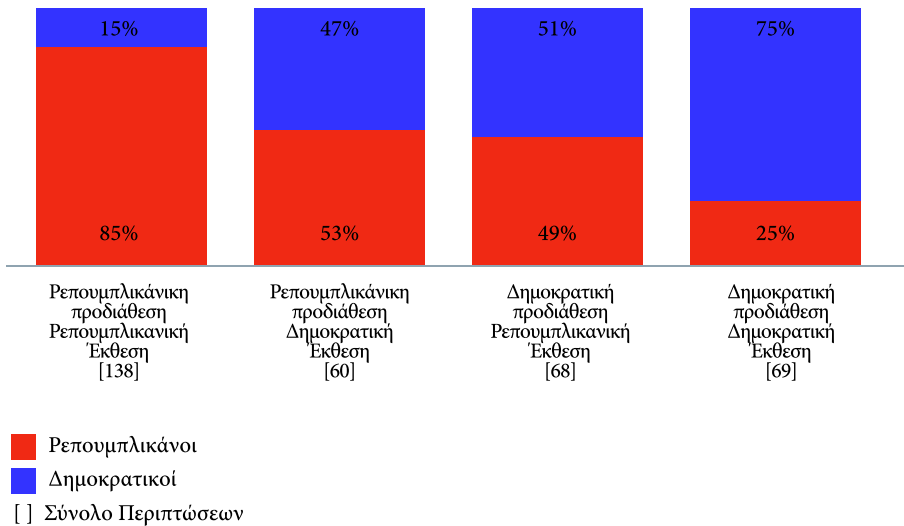 15%
47%
51%
75%
85%
53%
49%
25%
Ρεπουμπλικάνικη
προδιάθεση
Ρεπουμπλικανική
Έκθεση
[138]
Ρεπουμπλικάνικη
προδιάθεση
Δημοκρατική
Έκθεση
[60]
Δημοκρατική
προδιάθεση
Ρεπουμπλικανική
Έκθεση
[68]
Δημοκρατική
προδιάθεση
Δημοκρατική
Έκθεση
[69]
Ρεπουμπλικάνοι
Δημοκρατικοί
[ ] Σύνολο Περιπτώσεων